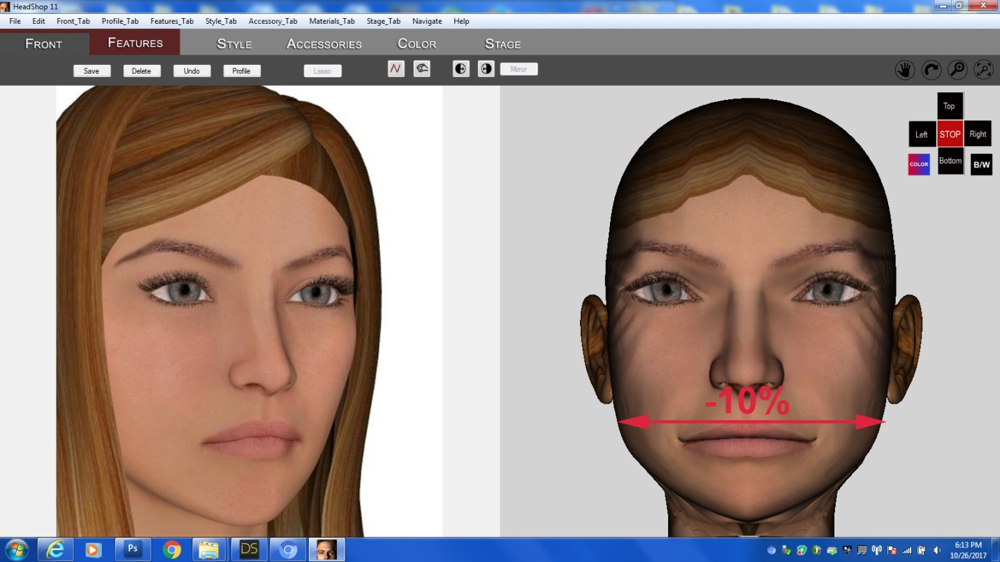 HeadShop 11
File Edit Front_Tab Profile_Tab Features_Tab Style_Tab Accessory_Tab Materials_Tab Stage_Tab Navigate Help
FRONT FEATURES STYLE ACCESSORIES COLOR STAGE
Save Delete Undo Profile Lasso Mirror
Top
Left STOP Right
COLOR Bottom B/W
-10%
Ps DS
6:13 PM
10/26/2017